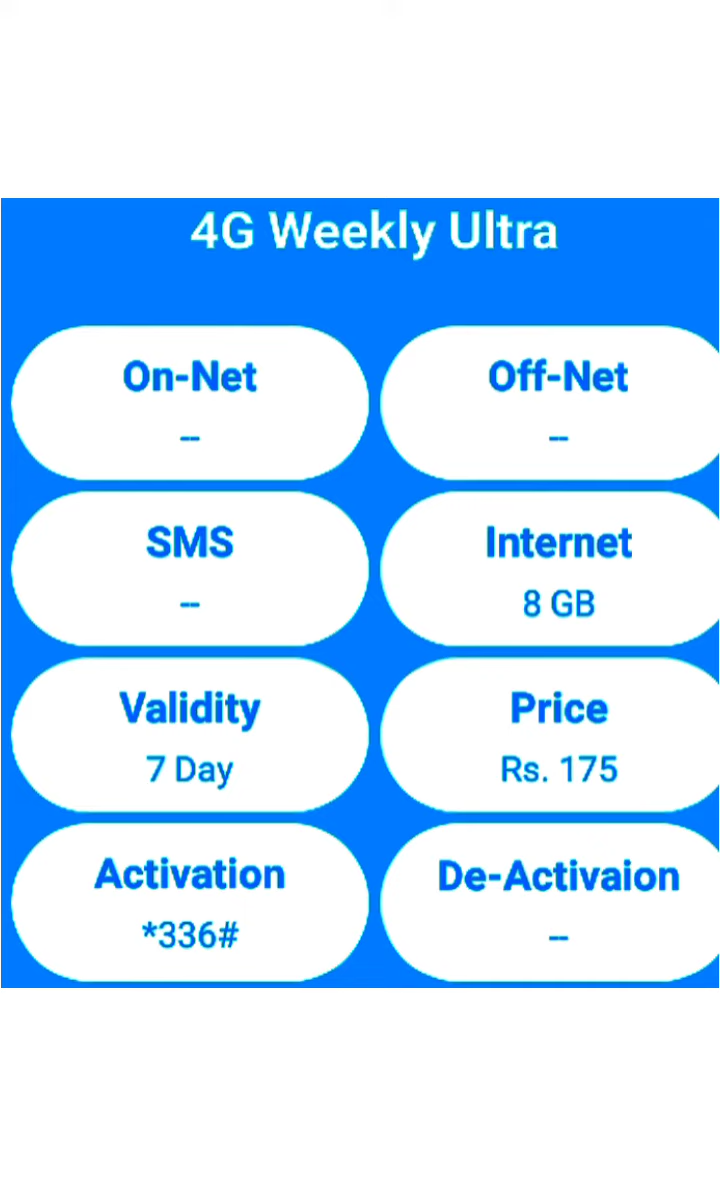 4G Weekly Ultra
On-Net
--
Off-Net
--
SMS
--
Internet
8 GB
Validity
7 Day
Price
Rs. 175
Activation
*336#
De-Activaion
--